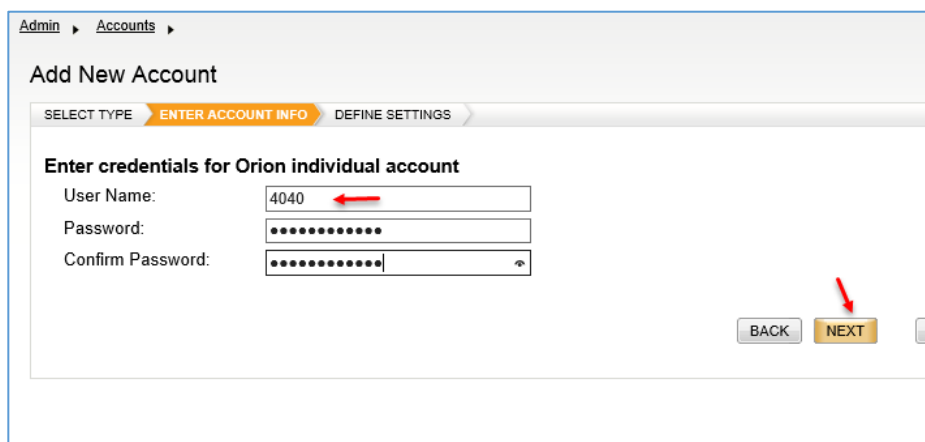 Admin Accounts
Add New Account
SELECT TYPE ENTER ACCOUNT INFO DEFINE SETTINGS
Enter credentials for Orion individual account
User Name: 4040
Password: ●●●●●●●●●●●●
Confirm Password: ●●●●●●●●●●●●
BACK NEXT